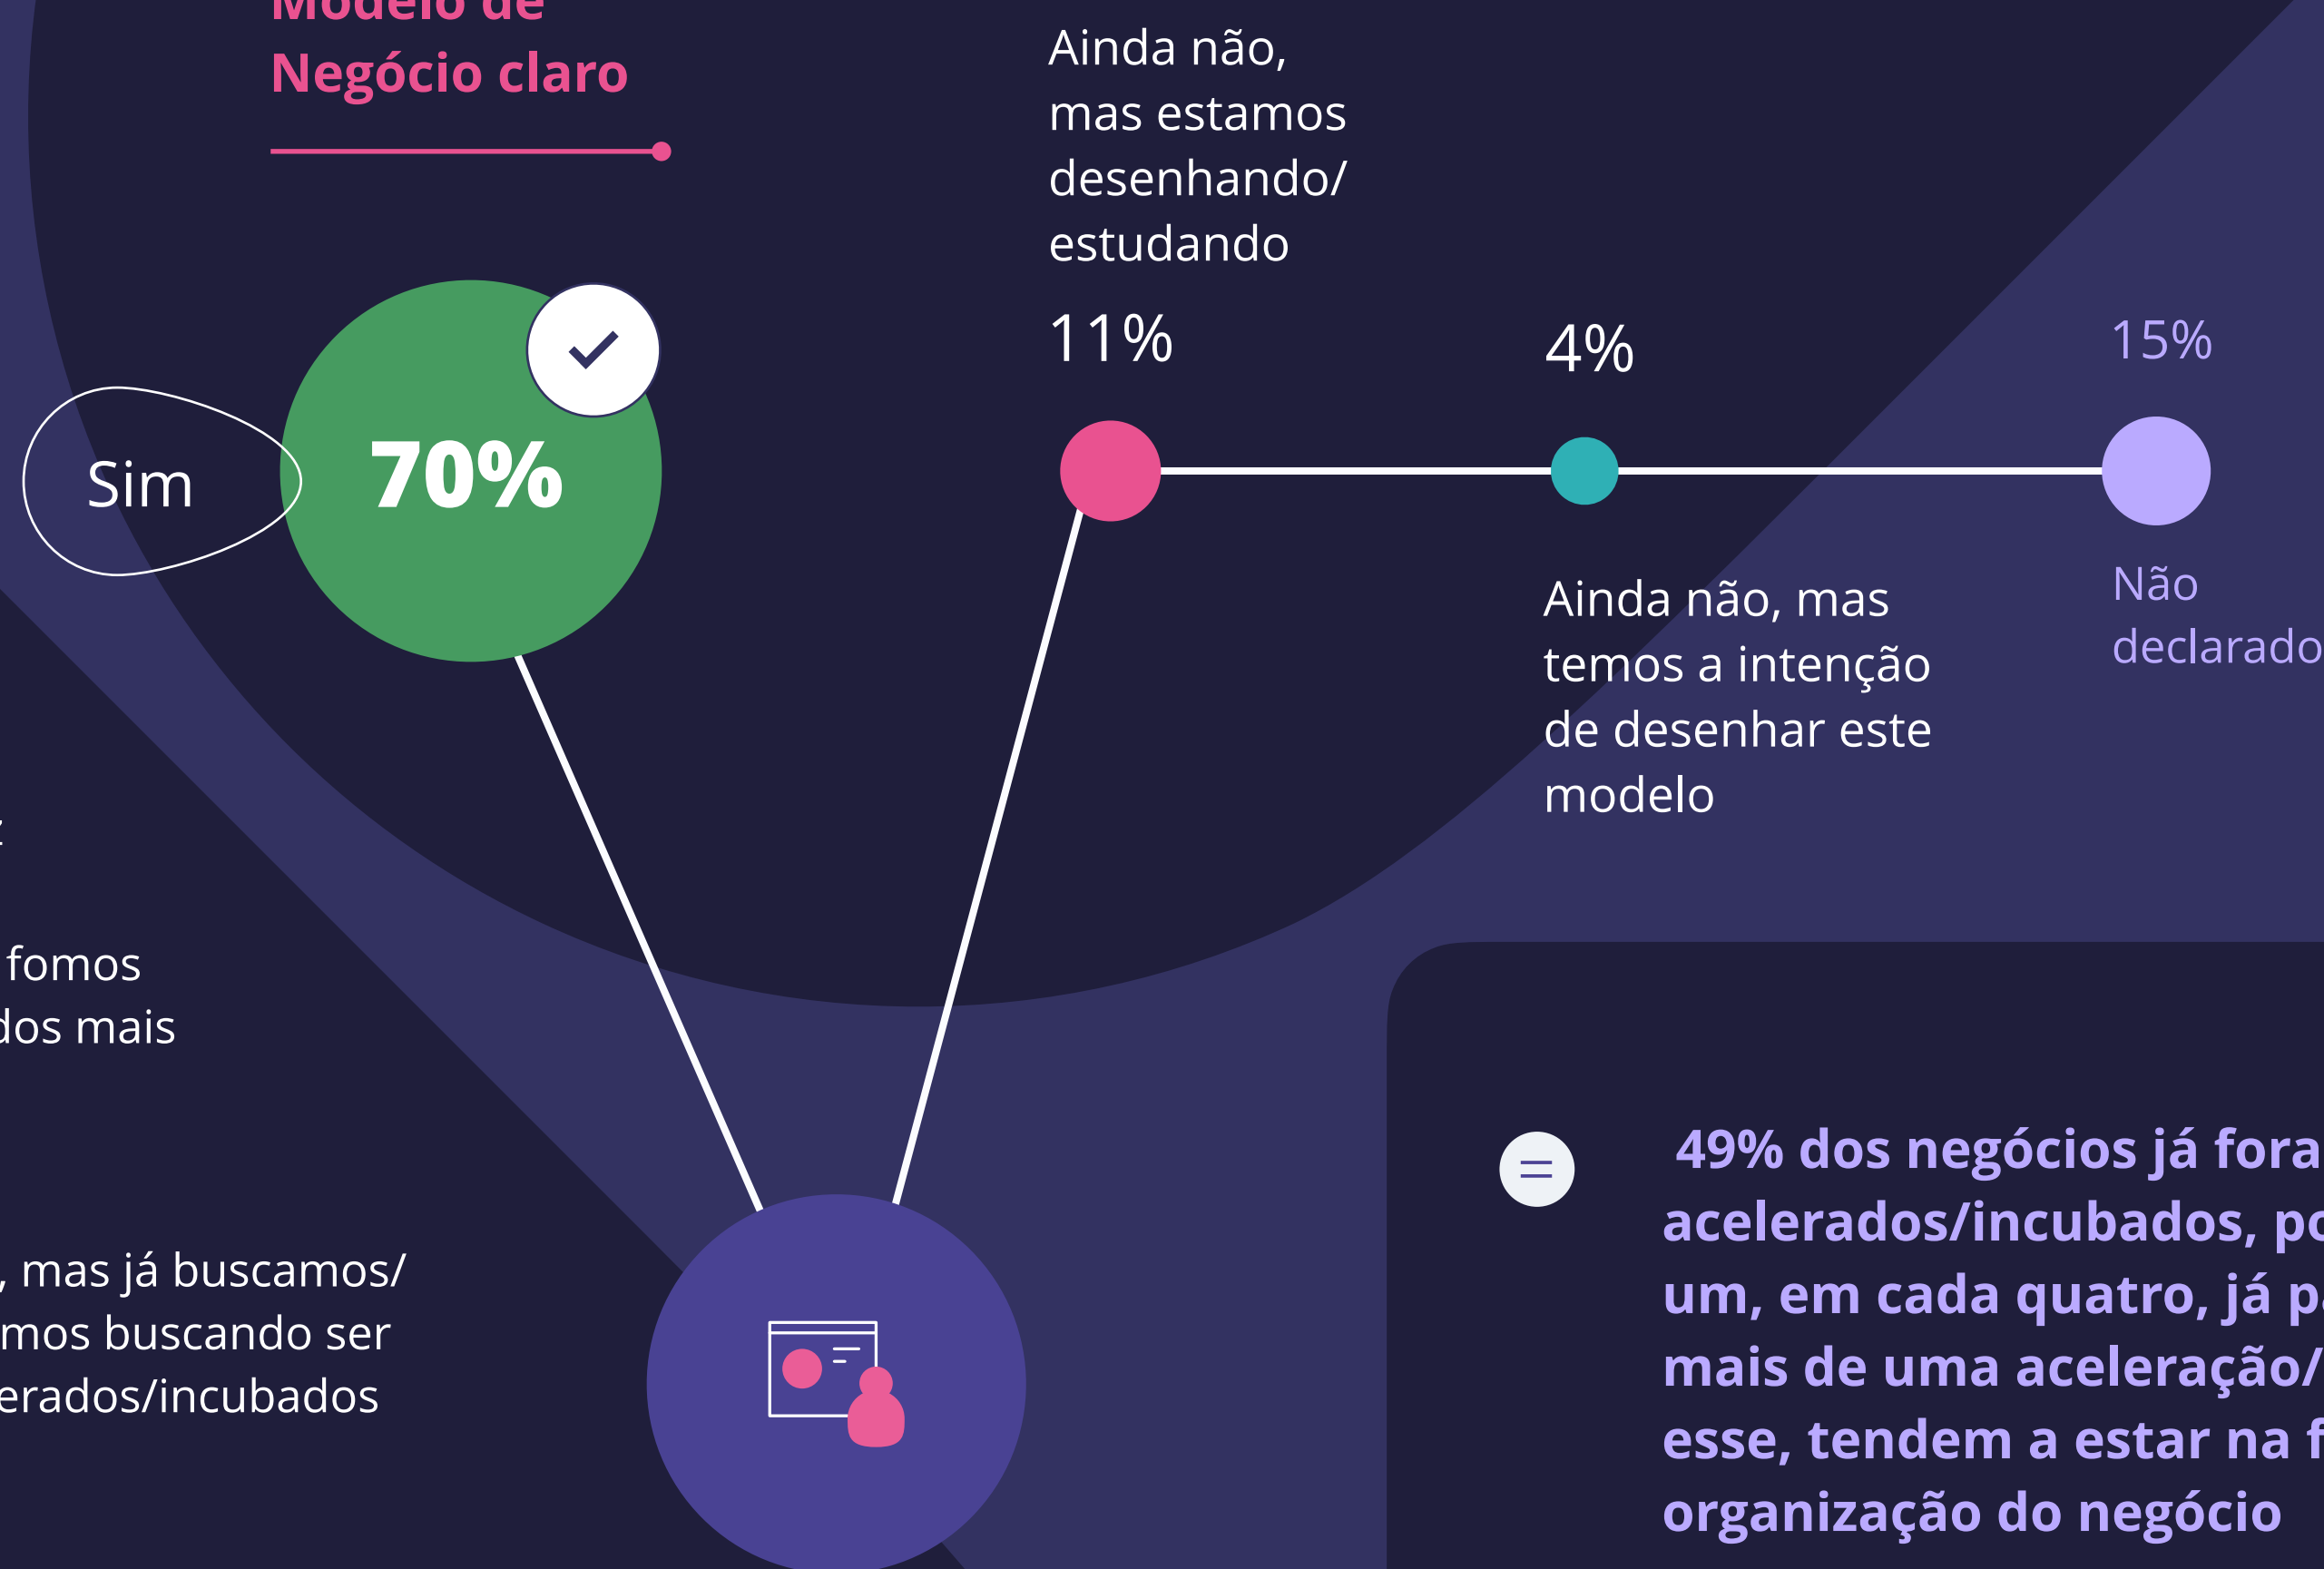 Modelo de
Negócio claro
Sim
70%
Ainda não,
mas estamos
desenhando/
estudando
11%
4%
Ainda não, mas
temos a intenção
de desenhar este
modelo
15%
Não
declarado
fomos
dos mais
, mas já buscamos/
mos buscando ser
erados/incubados
49% dos negócios já fora
acelerados/incubados, po
um, em cada quatro, já pa
mais de uma aceleração/
esse, tendem a estar na f
organização do negócio